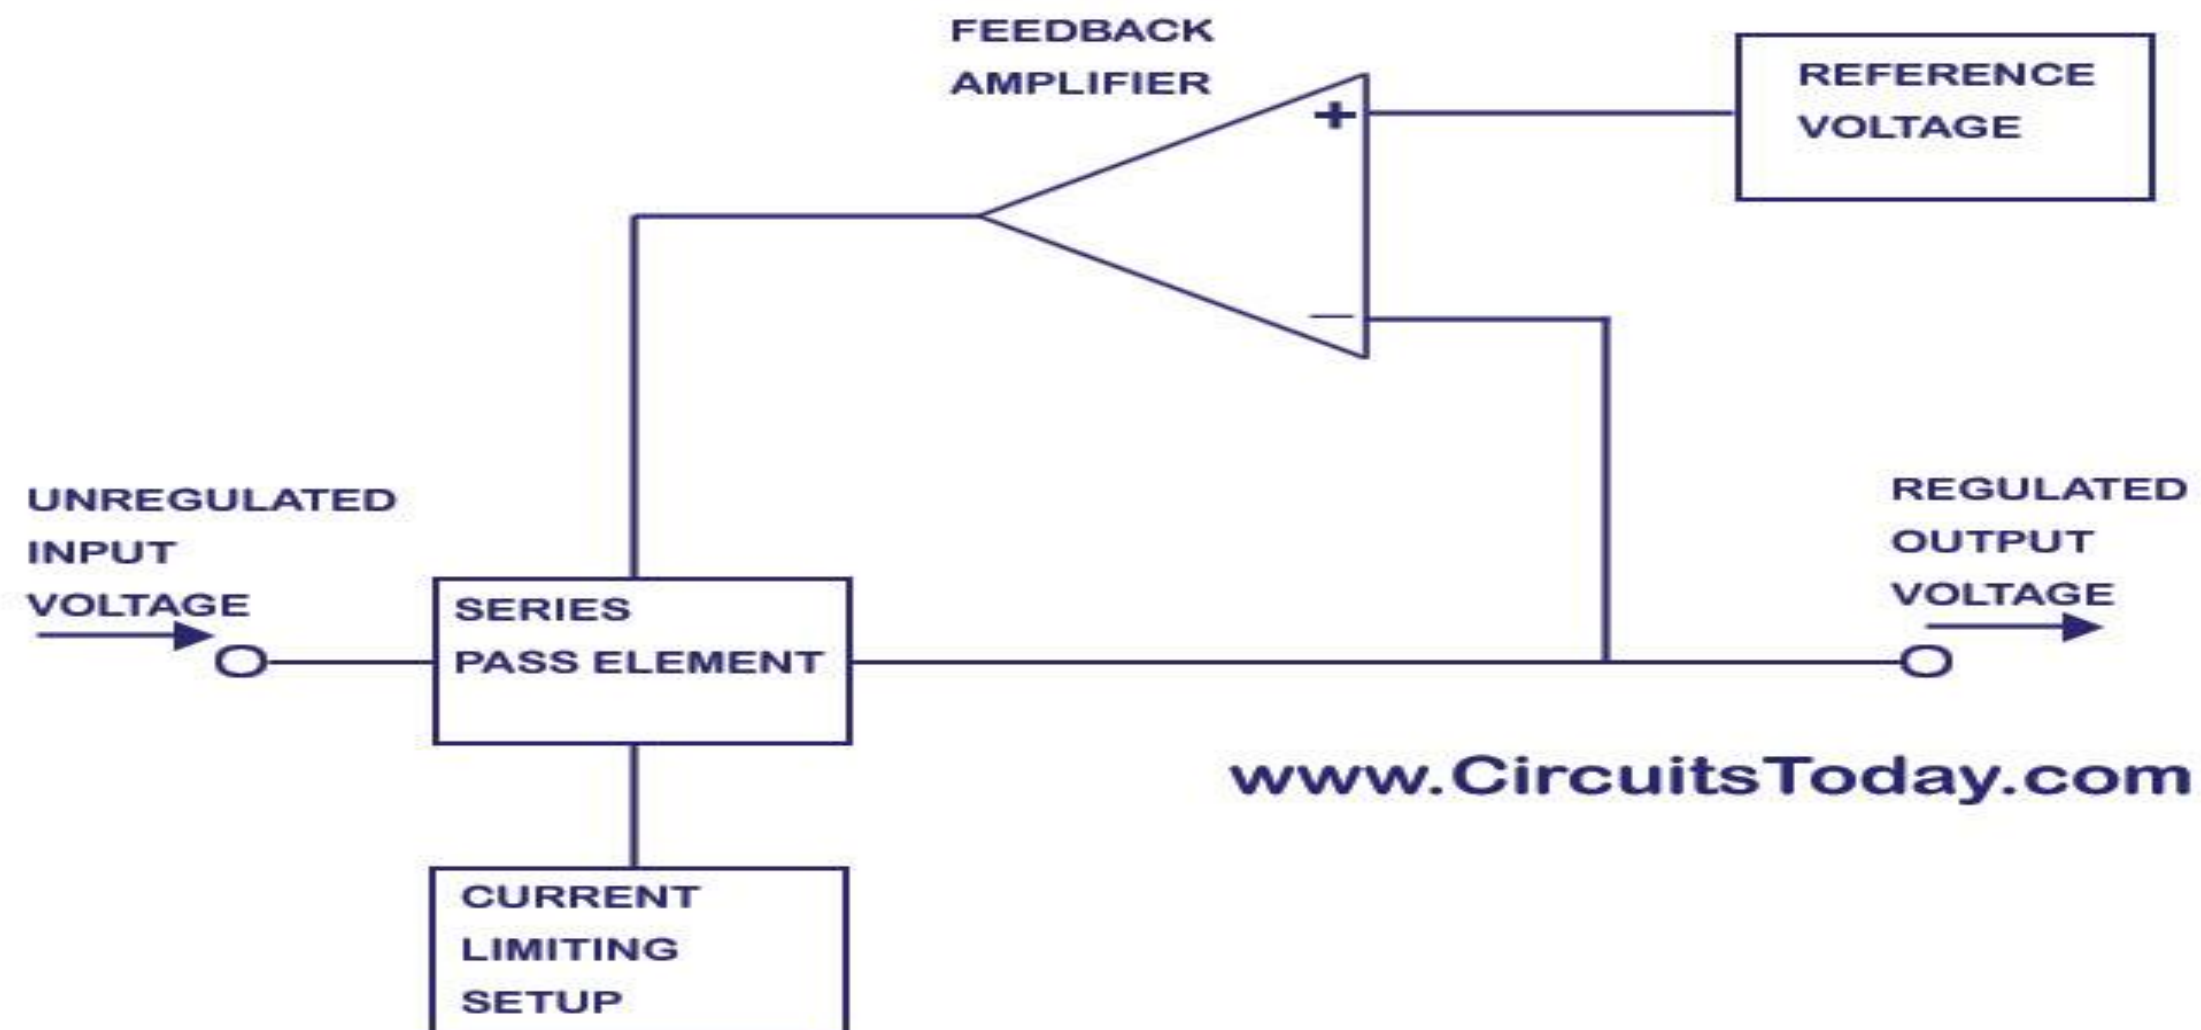 FEEDBACK
AMPLIFIER
+
REFERENCE
VOLTAGE
–
UNREGULATED
INPUT
VOLTAGE
SERIES
PASS ELEMENT
REGULATED
OUTPUT
VOLTAGE
www.CircuitsToday.com
CURRENT
LIMITING
SETUP